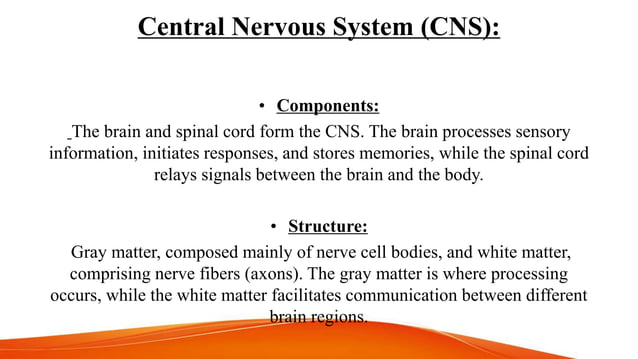 Central Nervous System (CNS):
• Components:
The brain and spinal cord form the CNS. The brain processes sensory
information, initiates responses, and stores memories, while the spinal cord
relays signals between the brain and the body.
• Structure:
Gray matter, composed mainly of nerve cell bodies, and white matter,
comprising nerve fibers (axons). The gray matter is where processing
occurs, while the white matter facilitates communication between different
brain regions.